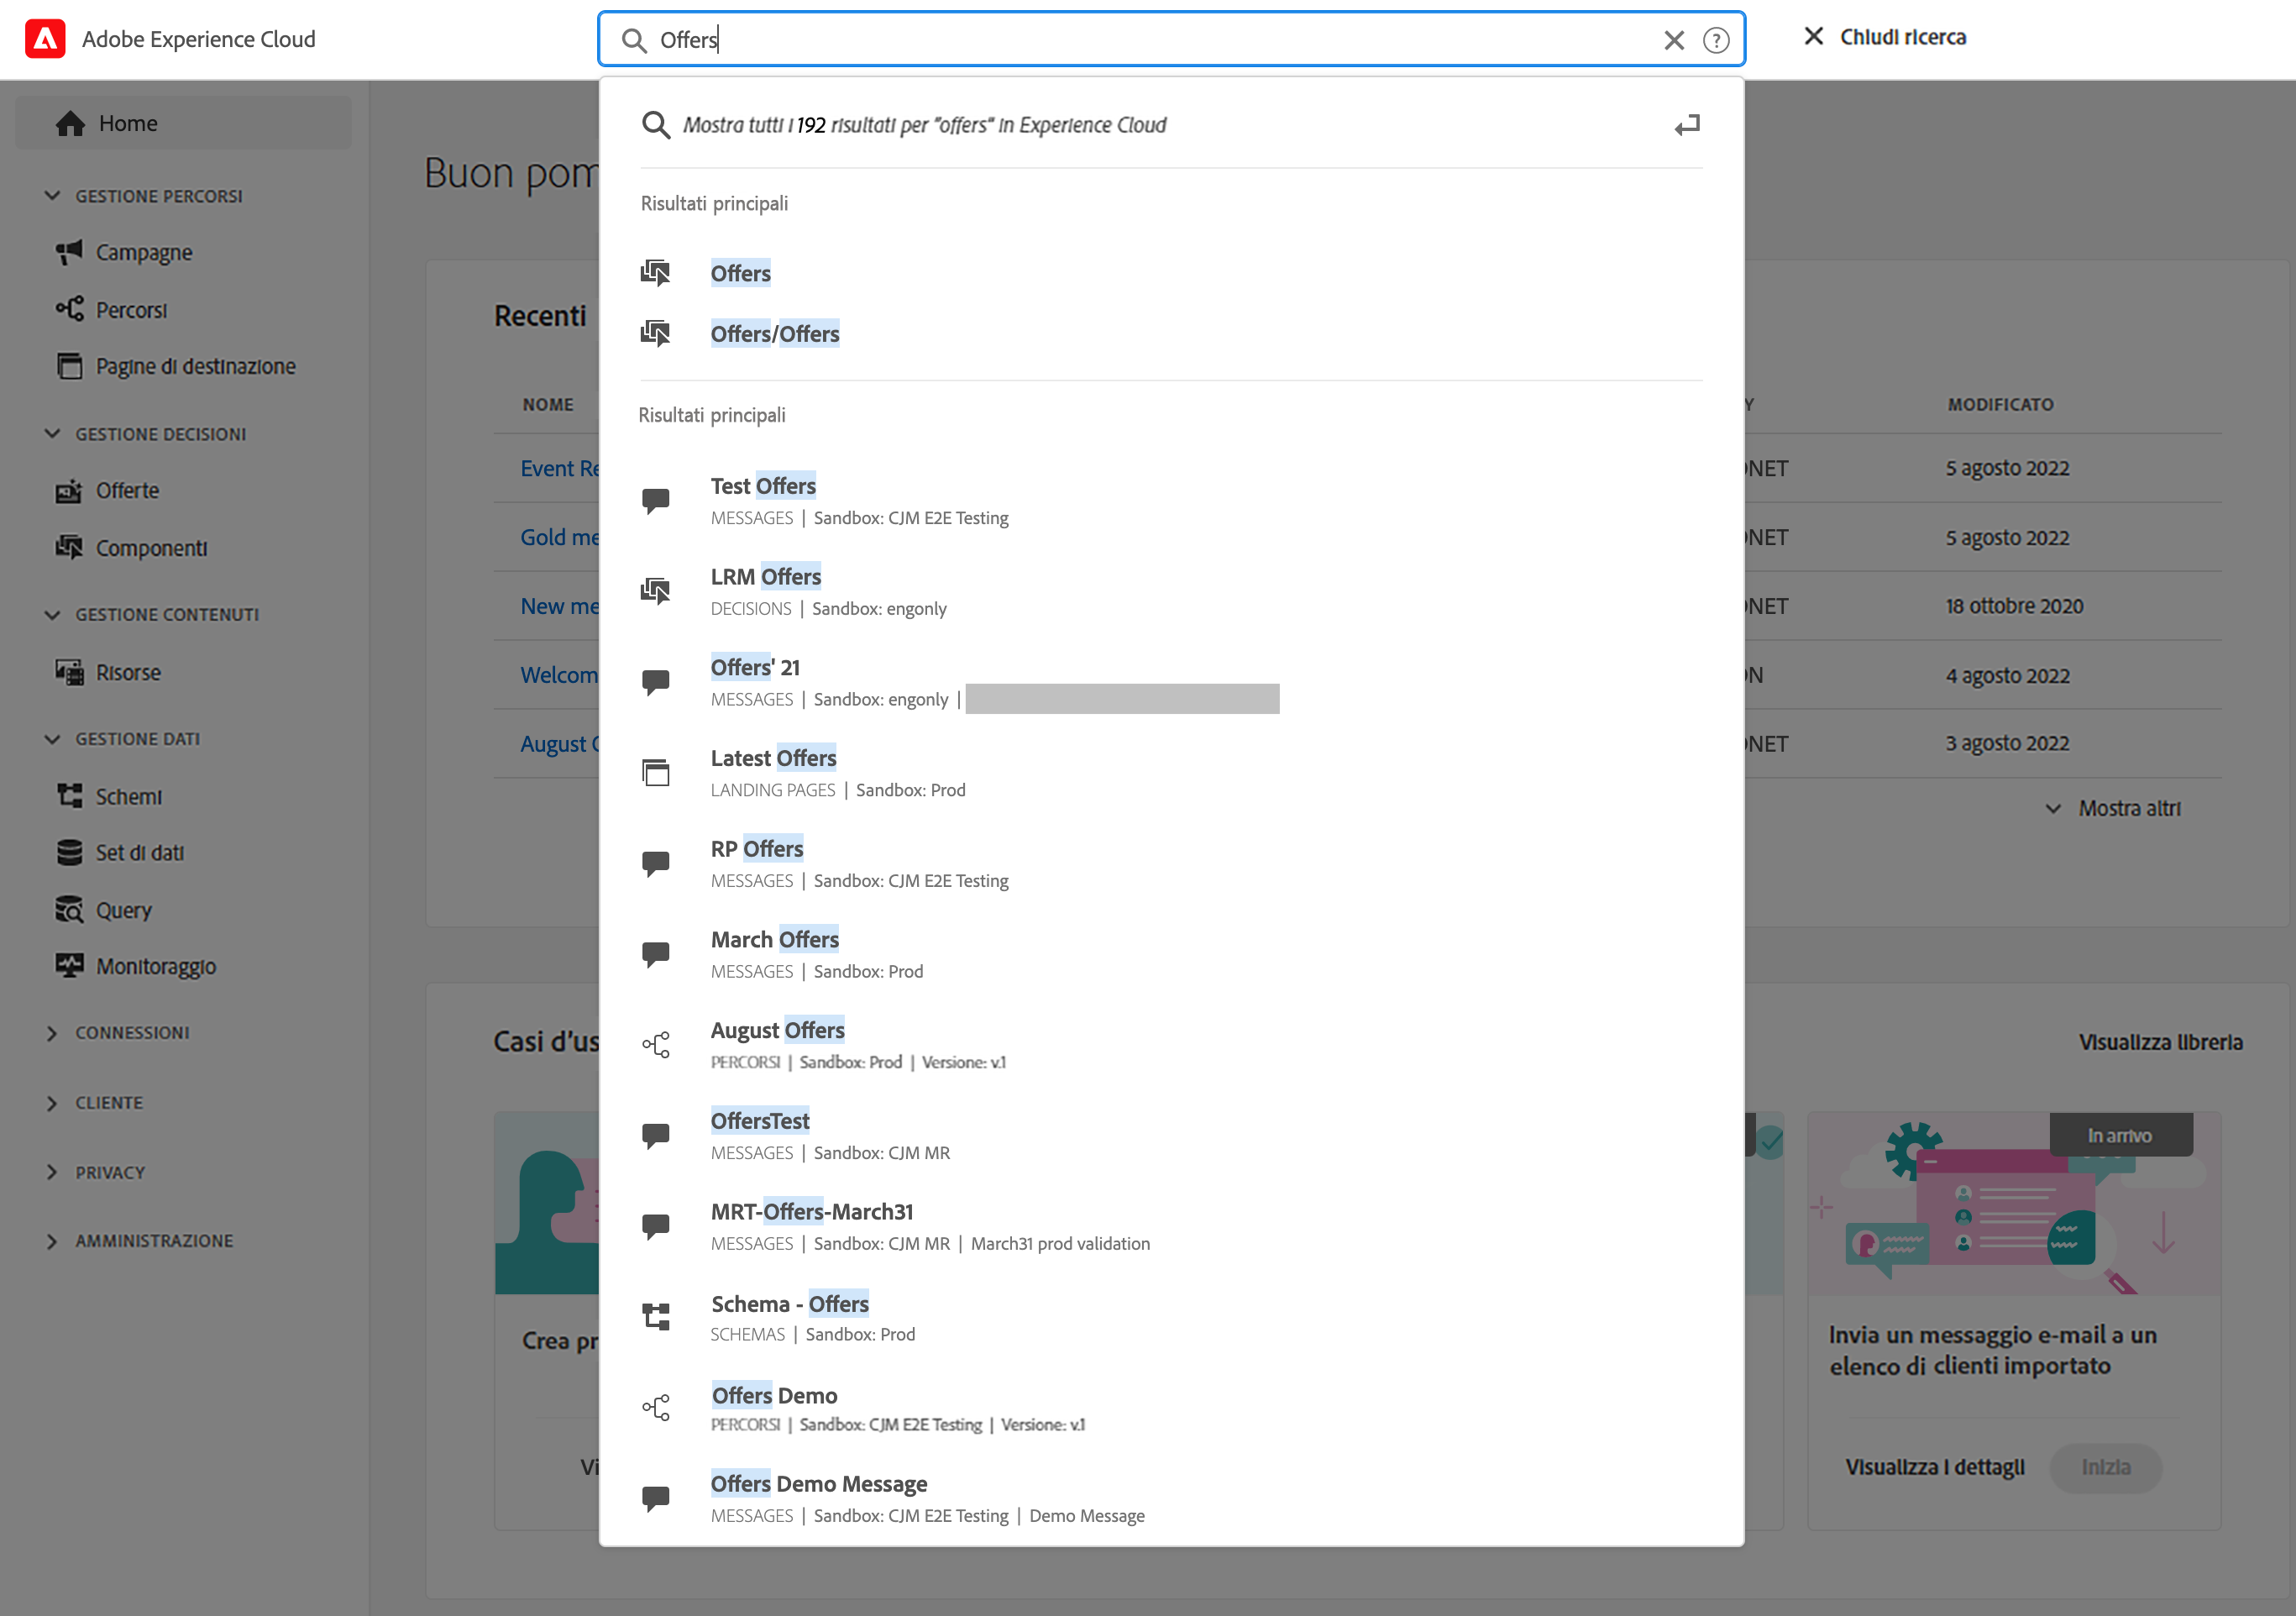 Adobe Experience Cloud
Offers
Chiudi ricerca
Home
GESTIONE PERCORSI
Campagne
Percorsi
Pagine di destinazione
GESTIONE DECISIONI
Offerte
Componenti
GESTIONE CONTENUTI
Risorse
GESTIONE DATI
Schemi
Set di dati
Query
Monitoraggio
CONNESSIONI
CLIENTE
PRIVACY
AMMINISTRAZIONE
Buon pom
Recenti
NOME
Event Re
Gold me
New me
Welcom
August
Casi d'us
Crea pr
Vi
Mostra tutti i 192 risultati per "offers" in Experience Cloud
Risultati principali
Offers
Offers/Offers
Risultati principali
Test Offers
MESSAGES | Sandbox: CJM E2E Testing
LRM Offers
DECISIONS | Sandbox: engonly
Offers' 21
MESSAGES | Sandbox: engonly |
Latest Offers
LANDING PAGES | Sandbox: Prod
RP Offers
MESSAGES | Sandbox: CJM E2E Testing
March Offers
MESSAGES | Sandbox: Prod
August Offers
PERCORSI | Sandbox: Prod | Versione: v.1
OffersTest
MESSAGES | Sandbox: CJM MR
MRT-Offers-March31
MESSAGES | Sandbox: CJM MR | March31 prod validation
Schema - Offers
SCHEMAS | Sandbox: Prod
Offers Demo
PERCORSI | Sandbox: CJM E2E Testing | Versione: v.1
Offers Demo Message
MESSAGES | Sandbox: CJM E2E Testing | Demo Message
Y MODIFICATO
NET 5 agosto 2022
NET 5 agosto 2022
NET 18 ottobre 2020
N 4 agosto 2022
NET 3 agosto 2022
Mostra altri
Visualizza libreria
In arrivo
Invia un messaggio e-mail a un
elenco di clienti importato
Visualizza i dettagli
Inizia